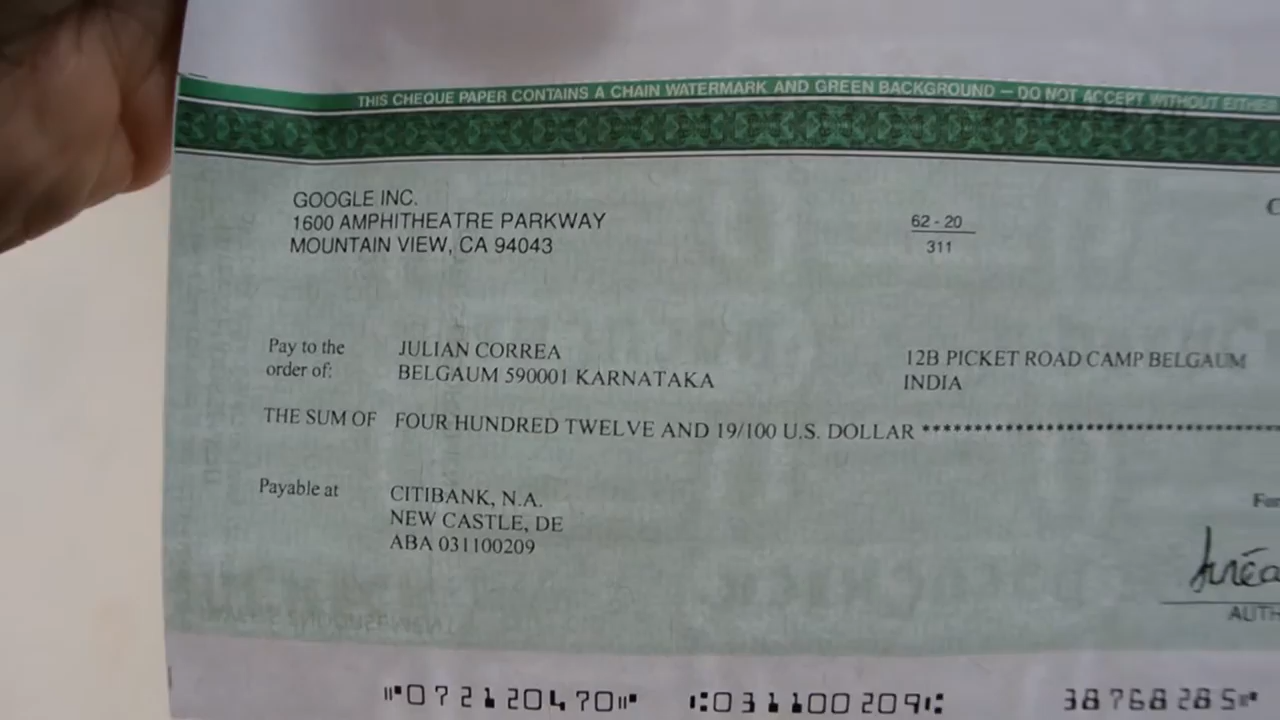 THIS CHEQUE PAPER CONTAINS A CHAIN WATERMARK AND GREEN BACKGROUND — DO NOT ACCEPT WITHOUT EITHER
GOOGLE INC.
1600 AMPHITHEATRE PARKWAY
MOUNTAIN VIEW, CA 94043
62 - 20
311
Pay to the order of:
JULIAN CORREA
BELGAUM 590001 KARNATAKA
12B PICKET ROAD CAMP BELGAUM
INDIA
THE SUM OF FOUR HUNDRED TWELVE AND 19/100 U.S. DOLLAR ****************************
Payable at
CITIBANK, N.A.
NEW CASTLE, DE
ABA 031100209
For
AUTH
⑈072120470⑈ ⑆031100209⑆ 38768285⑈